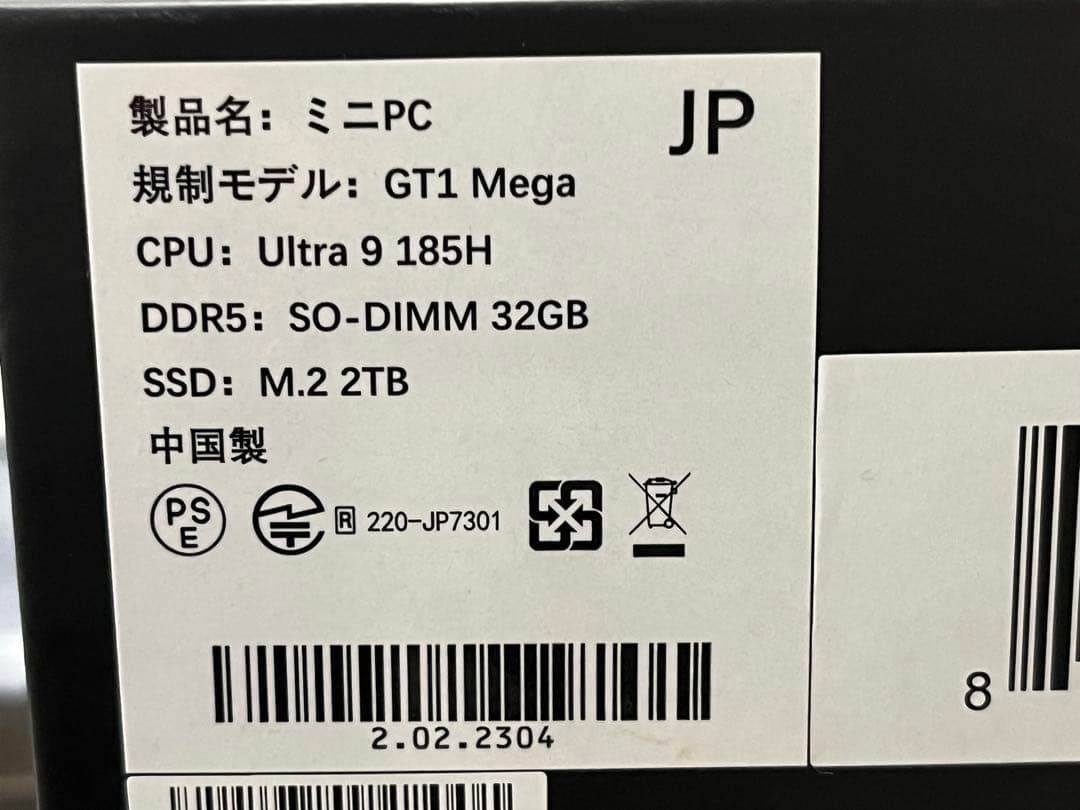 製品名：ミニPC
JP
規制モデル：GT1 Mega
CPU：Ultra 9 185H
DDR5：SO-DIMM 32GB
SSD：M.2 2TB
中国製
PS
E
R 220-JP7301
2.02.2304
8